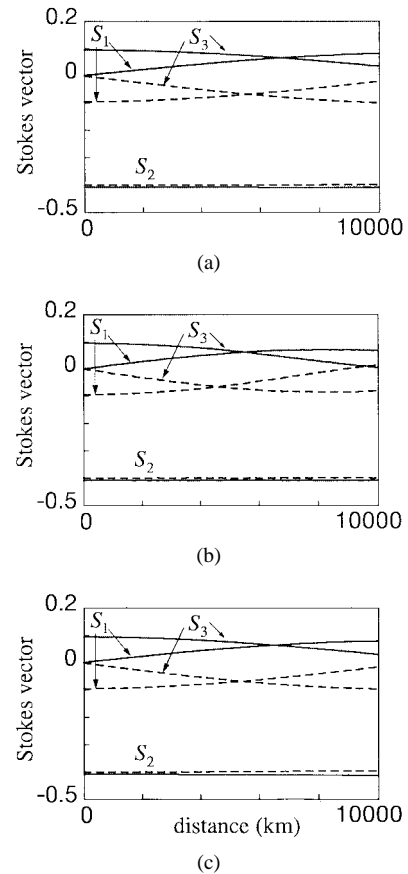 0.2
S1 S3
0
Stokes vector
S2
-0.5
0 10000
(a)
0.2
S1 S3
0
Stokes vector
S2
-0.5
0 10000
(b)
0.2
S1 S3
0
Stokes vector
S2
-0.5
0 distance (km) 10000
(c)